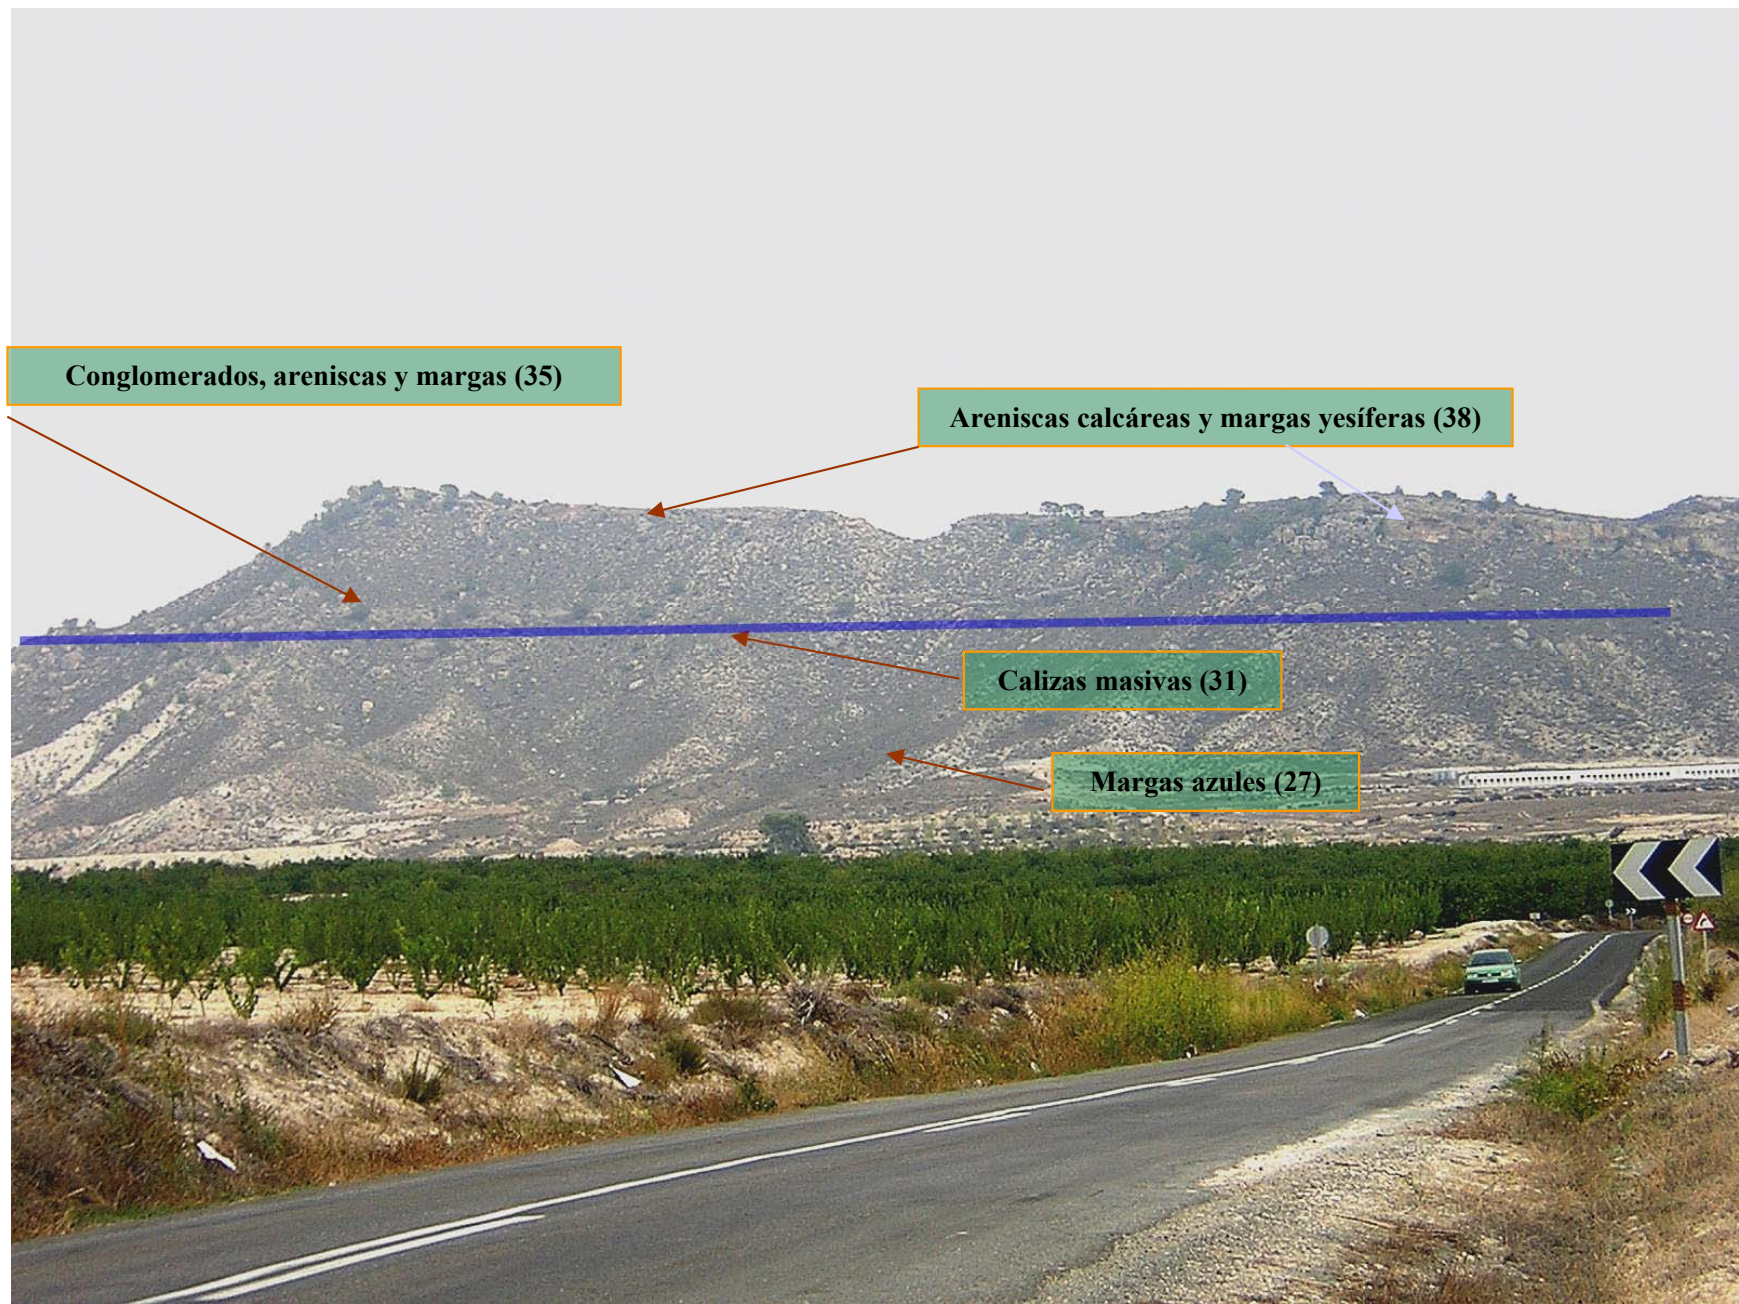 Conglomerados, areniscas y margas (35)
Areniscas calcáreas y margas yesíferas (38)
Calizas masivas (31)
Margas azules (27)